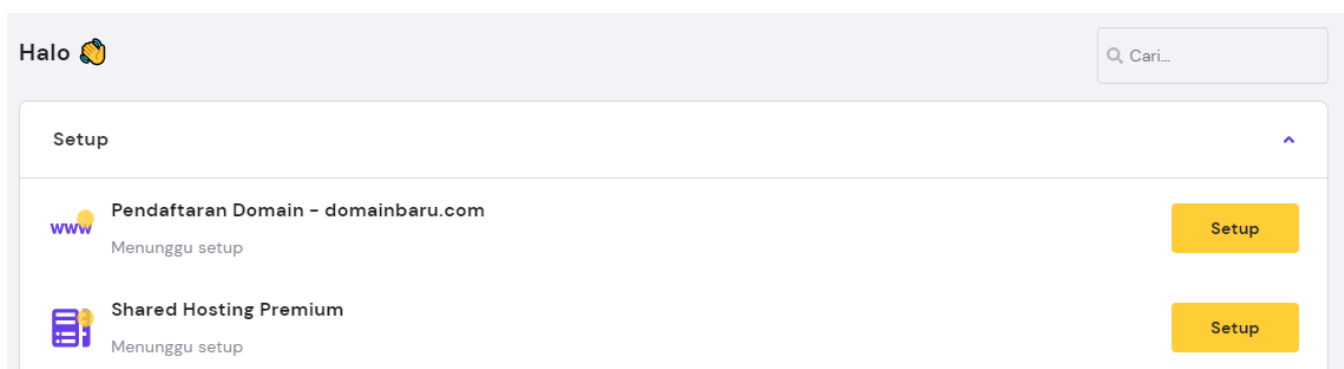 Halo 👋
Cari...
Setup
www
Pendaftaran Domain - domainbaru.com
Menunggu setup
Setup
Shared Hosting Premium
Menunggu setup
Setup